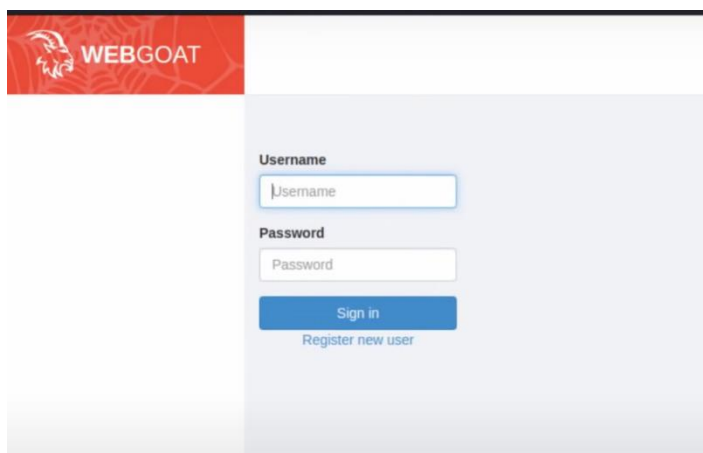 WEBGOAT
Username
Username
Password
Password
Sign in
Register new user